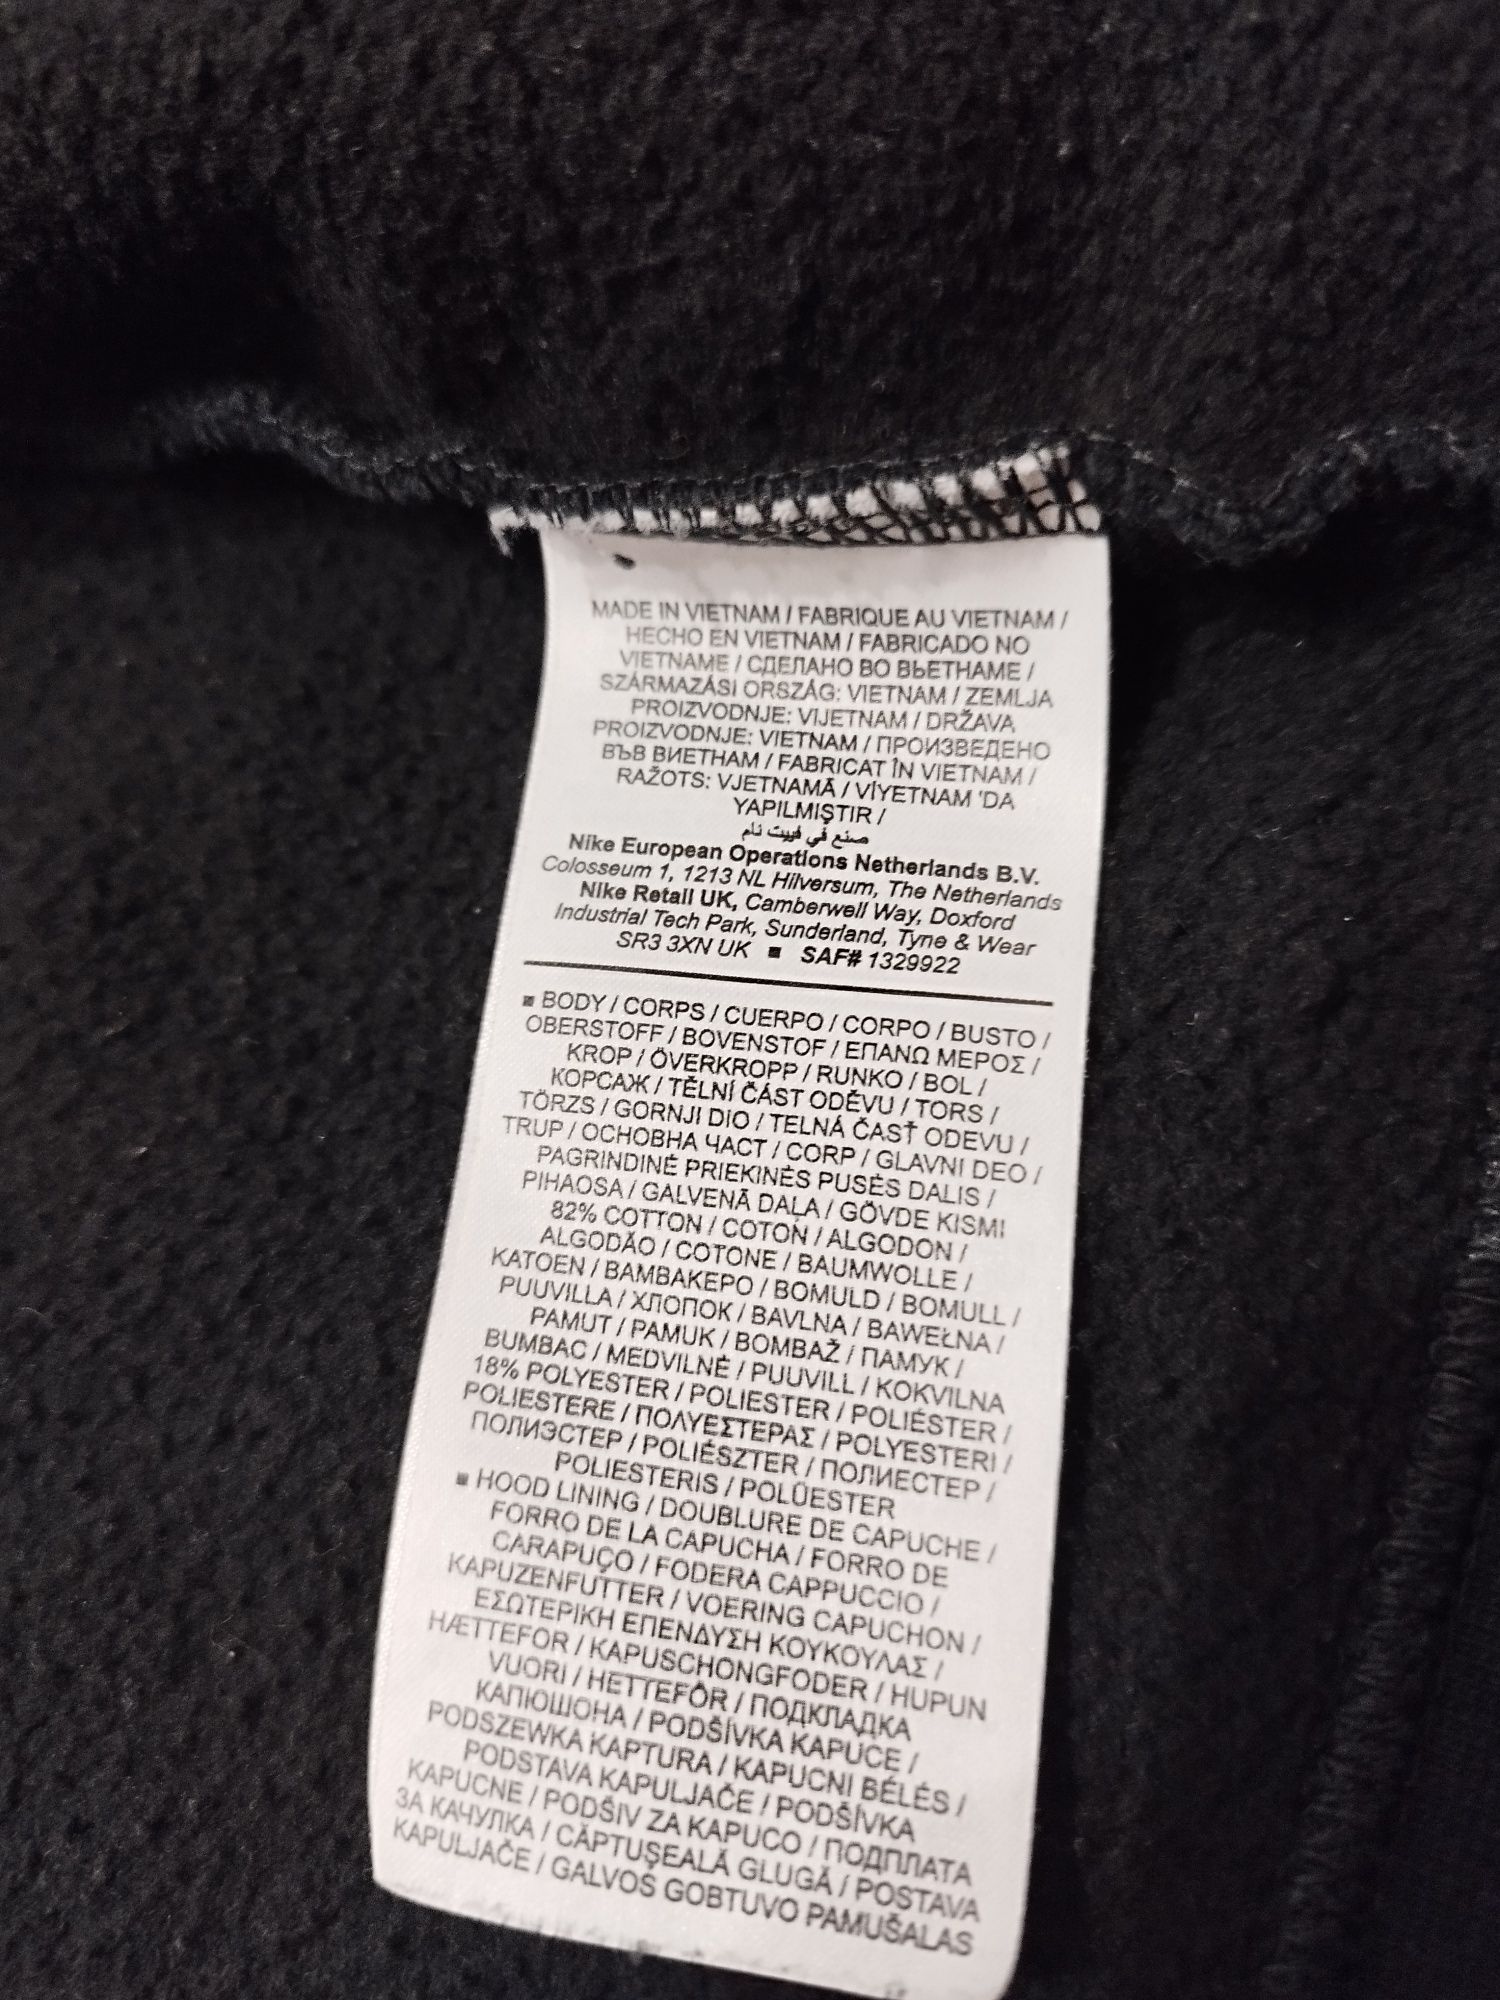 MADE IN VIETNAM / FABRIQUE AU VIETNAM /
HECHO EN VIETNAM / FABRICADO NO
VIETNAME / СДЕЛАНО ВО ВЬЕТНАМЕ /
SZÁRMAZÁSI ORSZÁG: VIETNAM / ZEMLJA
PROIZVODNJE: VIJETNAM / DRŽAVA
PROIZVODNJE: VIETNAM / ПРОИЗВЕДЕНО
ВЪВ ВИЕТНАМ / FABRICAT ÎN VIETNAM /
RAŽOTS: VJETNAMĀ / VİYETNAM 'DA
YAPILMIŞTIR /
صنع في فييت نام
Nike European Operations Netherlands B.V.
Colosseum 1, 1213 NL Hilversum, The Netherlands
Nike Retail UK, Camberwell Way, Doxford
Industrial Tech Park, Sunderland, Tyne & Wear
SR3 3XN UK ▪ SAF# 1329922
▪ BODY / CORPS / CUERPO / CORPO / BUSTO /
OBERSTOFF / BOVENSTOF / ΕΠΑΝΩ ΜΕΡΟΣ /
KROP / ÖVERKROPP / RUNKO / BOL /
КОРСАЖ / TĚLNÍ ČÁST ODĚVU / TORS /
TÖRZS / GORNJI DIO / TELNÁ ČASŤ ODEVU /
TRUP / ОСНОВНА ЧАСТ / CORP / GLAVNI DEO /
PAGRINDINĖ PRIEKINĖS PUSĖS DALIS /
PIHAOSA / GALVENĀ DAĻA / GÖVDE KISMI
82% COTTON / COTON / ALGODON /
ALGODÃO / COTONE / BAUMWOLLE /
KATOEN / ΒΑΜΒΑΚΕΡΟ / BOMULD / BOMULL /
PUUVILLA / ХЛОПОК / BAVLNA / BAWEŁNA /
PAMUT / PAMUK / BOMBAŽ / ПАМУК /
BUMBAC / MEDVILNĖ / PUUVILL / KOKVILNA
18% POLYESTER / POLIESTER / POLIÉSTER /
POLIESTERE / ΠΟΛΥΕΣΤΕΡΑΣ / POLYESTERI /
ПОЛИЭСТЕР / POLIÉSZTER / ПОЛИЕСТЕР /
POLIESTERIS / POLÜESTER
▪ HOOD LINING / DOUBLURE DE CAPUCHE /
FORRO DE LA CAPUCHA / FORRO DE
CARAPUÇO / FODERA CAPPUCCIO /
KAPUZENFUTTER / VOERING CAPUCHON /
ΕΣΩΤΕΡΙΚΗ ΕΠΕΝΔΥΣΗ ΚΟΥΚΟΥΛΑΣ /
HÆTTEFOR / KAPUSCHONGFODER / HUPUN
VUORI / HETTEFÔR / ПОДКЛАДКА
КАПЮШОНА / PODŠÍVKA KAPUCE /
PODSZEWKA KAPTURA / KAPUCNI BÉLÉS /
PODSTAVA KAPULJAČE / PODŠÍVKA
KAPUCNE / PODŠIV ZA KAPUCO / ПОДПЛАТА
ЗА КАЧУЛКА / CĂPTUŞEALĂ GLUGĂ / POSTAVA
KAPULJAČE / GALVOS GOBTUVO PAMUŠALAS